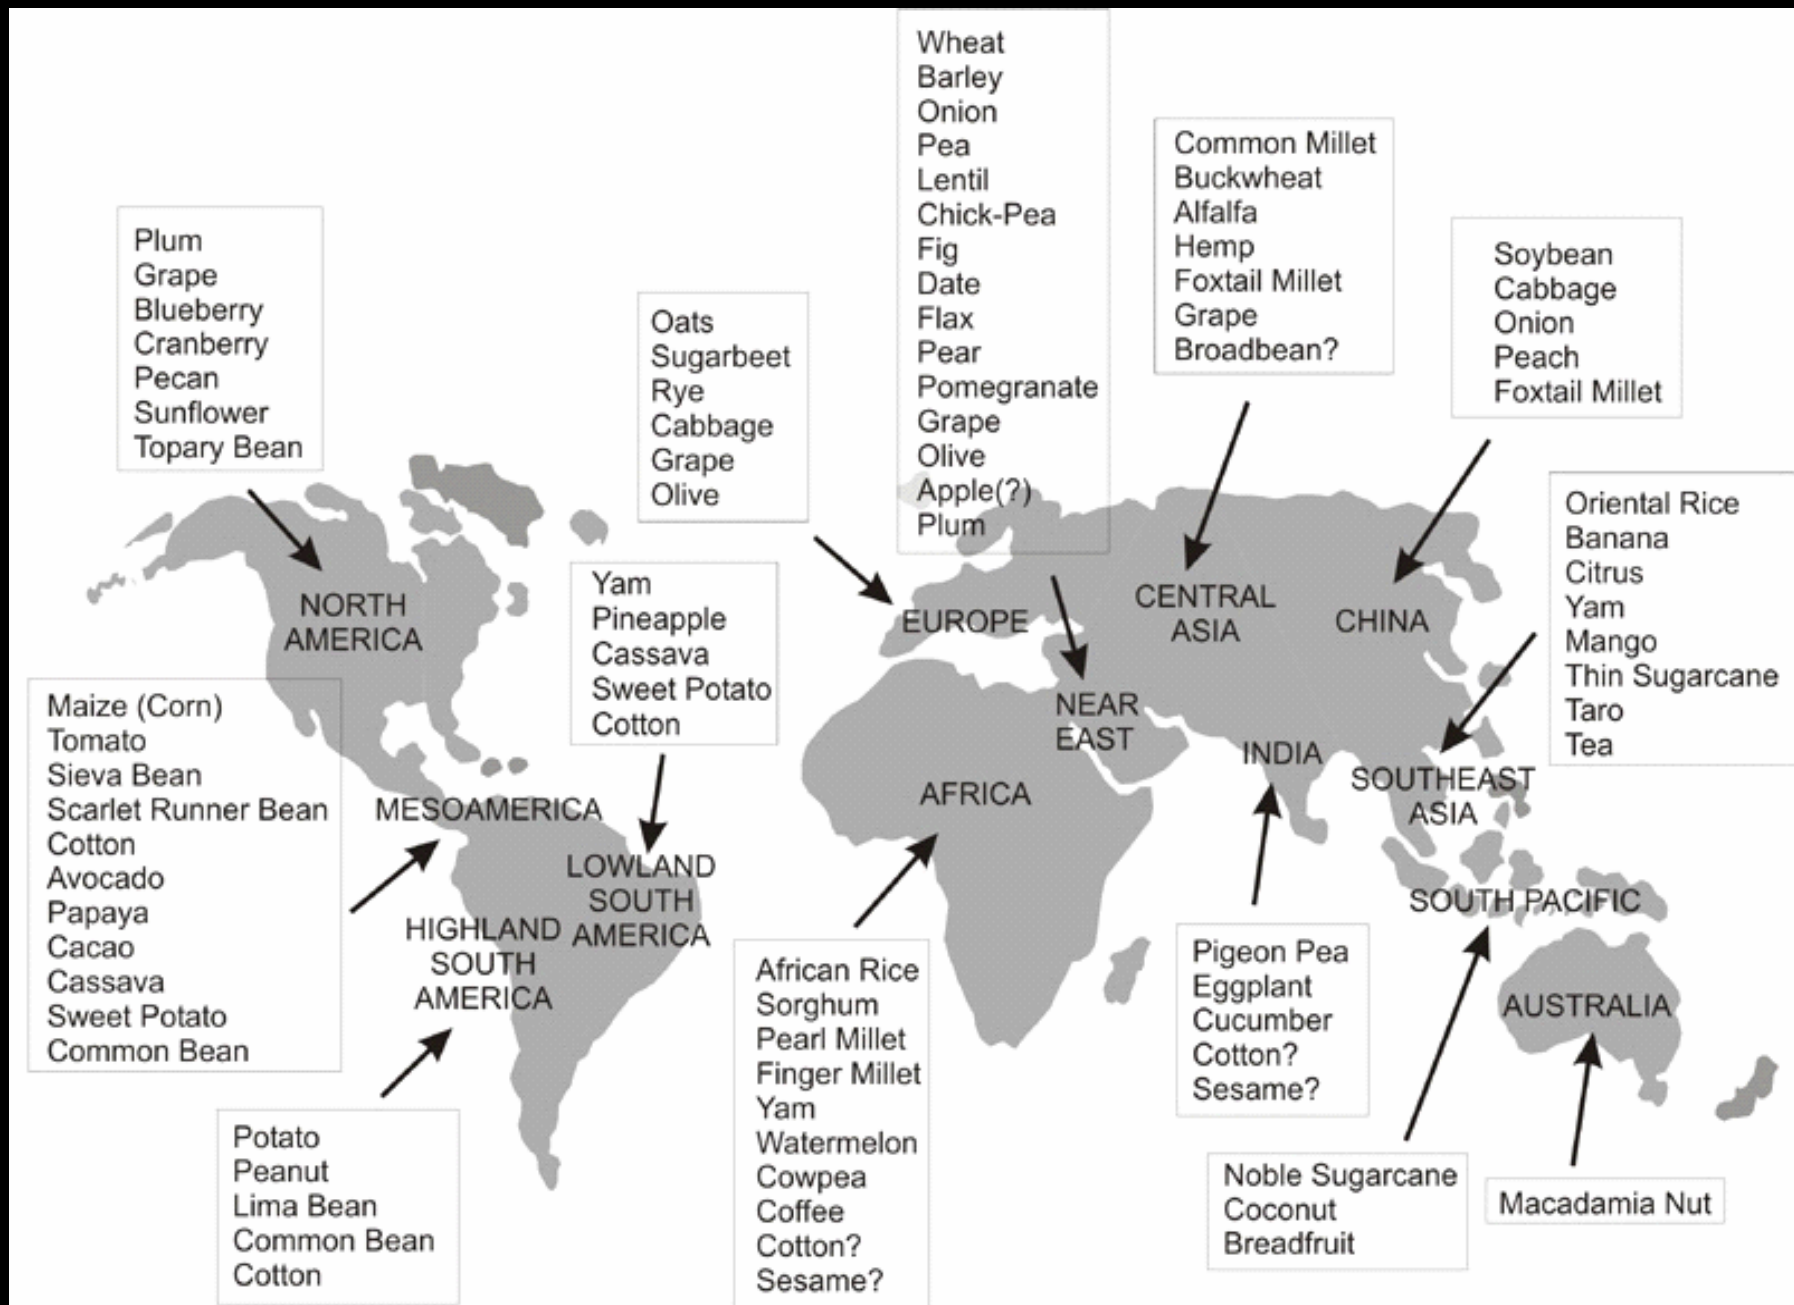 Plum
Grape
Blueberry
Cranberry
Pecan
Sunflower
Topary Bean
NORTH
AMERICA
Maize (Corn)
Tomato
Sieva Bean
Scarlet Runner Bean
Cotton
Avocado
Papaya
Cacao
Cassava
Sweet Potato
Common Bean
MESOAMERICA
Potato
Peanut
Lima Bean
Common Bean
Cotton
HIGHLAND
SOUTH
AMERICA
Yam
Pineapple
Cassava
Sweet Potato
Cotton
LOWLAND
SOUTH
AMERICA
Oats
Sugarbeet
Rye
Cabbage
Grape
Olive
EUROPE
Wheat
Barley
Onion
Pea
Lentil
Chick-Pea
Fig
Date
Flax
Pear
Pomegranate
Grape
Olive
Apple(?)
Plum
NEAR
EAST
AFRICA
African Rice
Sorghum
Pearl Millet
Finger Millet
Yam
Watermelon
Cowpea
Coffee
Cotton?
Sesame?
Common Millet
Buckwheat
Alfalfa
Hemp
Foxtail Millet
Grape
Broadbean?
CENTRAL
ASIA
Soybean
Cabbage
Onion
Peach
Foxtail Millet
CHINA
Oriental Rice
Banana
Citrus
Yam
Mango
Thin Sugarcane
Taro
Tea
SOUTHEAST
ASIA
INDIA
Pigeon Pea
Eggplant
Cucumber
Cotton?
Sesame?
SOUTH PACIFIC
Noble Sugarcane
Coconut
Breadfruit
AUSTRALIA
Macadamia Nut